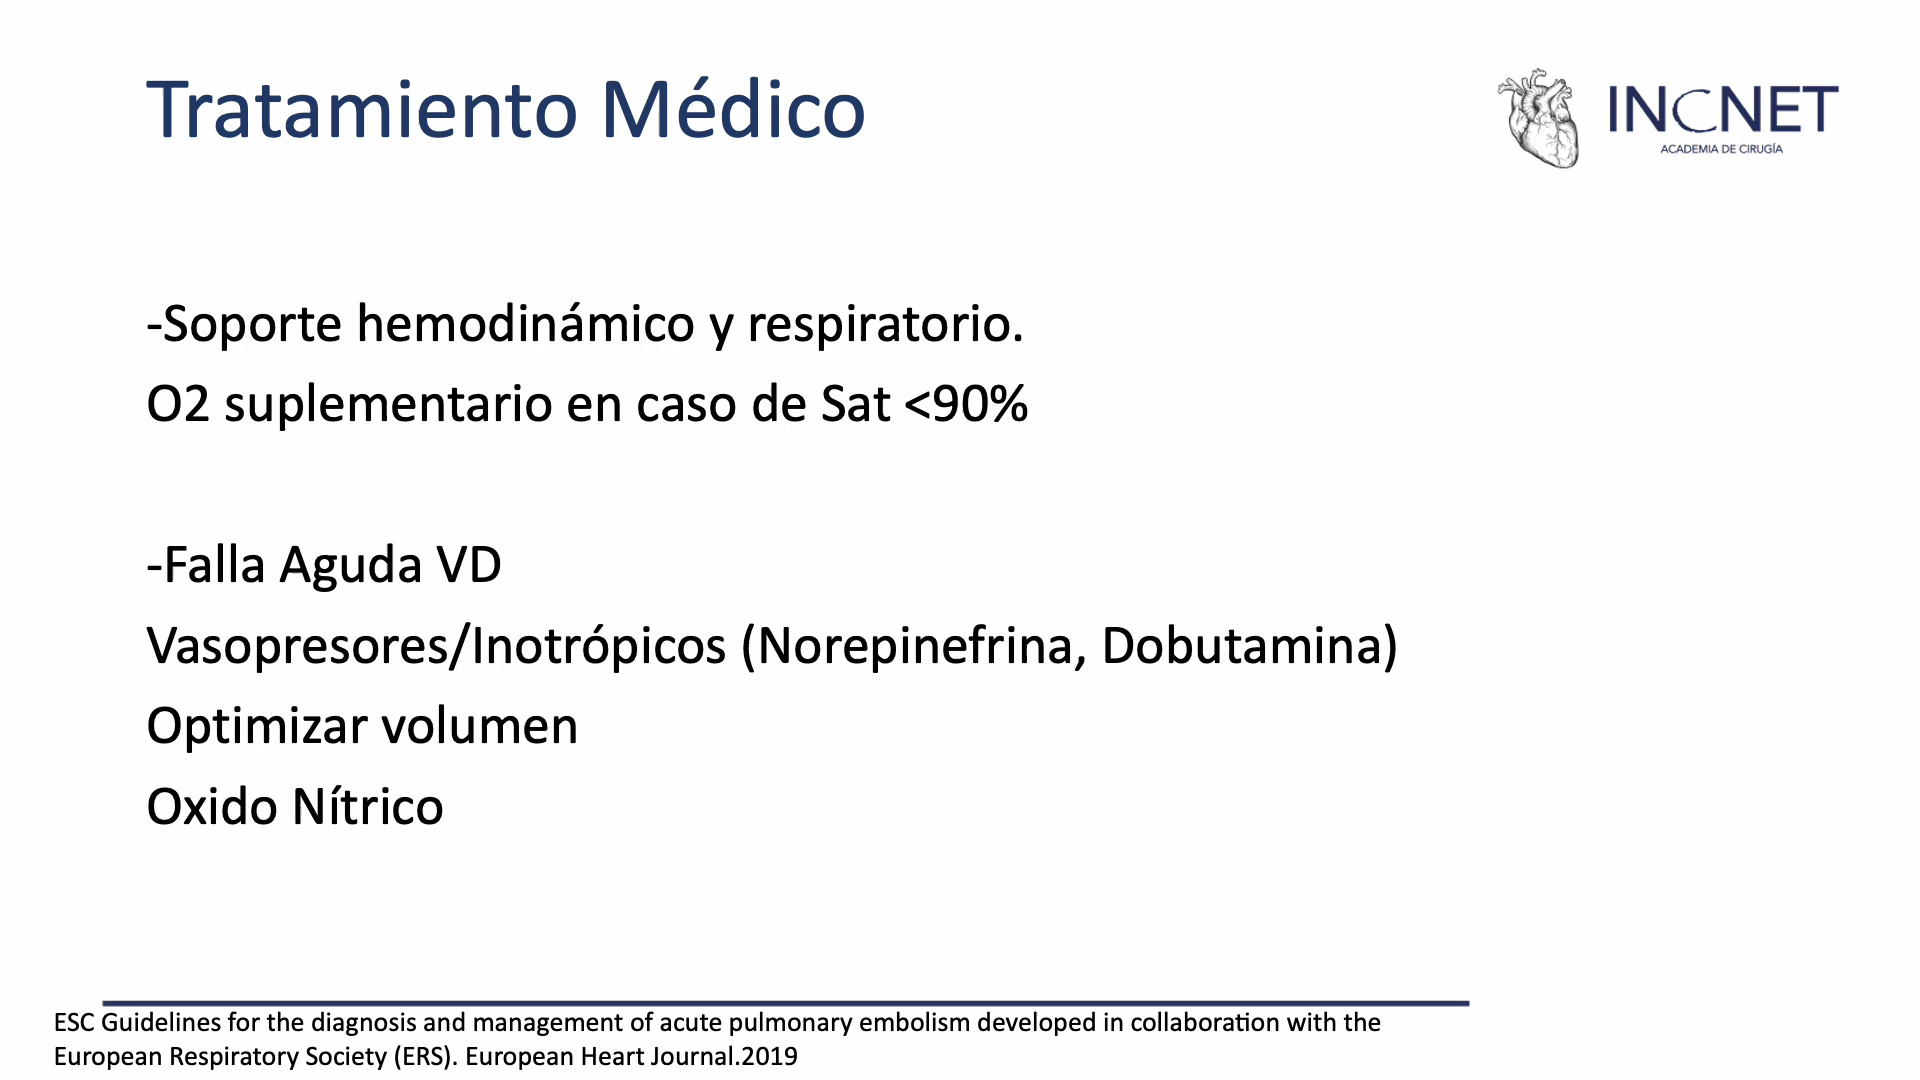 Tratamiento Médico
INCNET
ACADEMIA DE CIRUGÍA
-Soporte hemodinámico y respiratorio.
O2 suplementario en caso de Sat <90%
-Falla Aguda VD
Vasopresores/Inotrópicos (Norepinefrina, Dobutamina)
Optimizar volumen
Oxido Nítrico
ESC Guidelines for the diagnosis and management of acute pulmonary embolism developed in collaboration with the
European Respiratory Society (ERS). European Heart Journal.2019